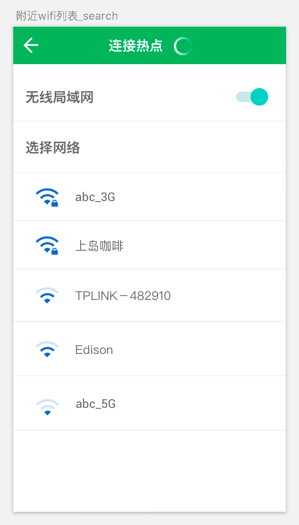 附近wifi列表_search
连接热点
无线局域网
选择网络
abc_3G
上岛咖啡
TPLINK－482910
Edison
abc_5G